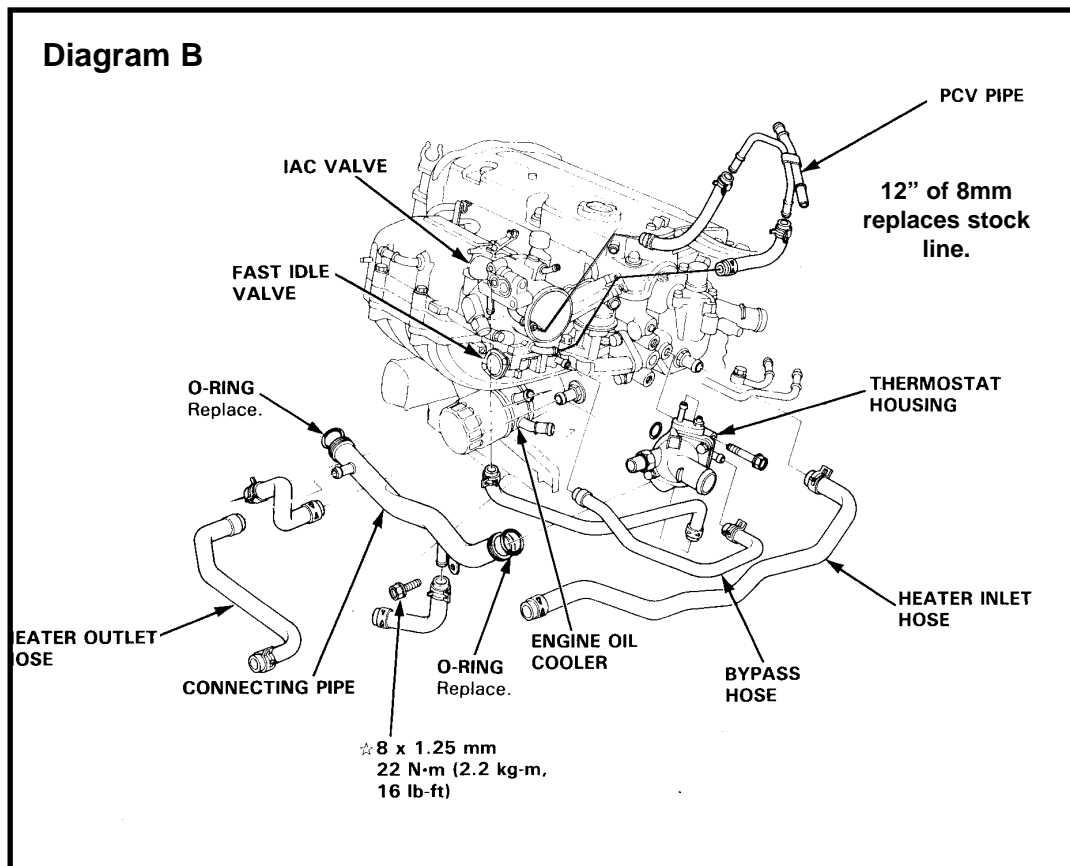 Diagram B
PCV PIPE
IAC VALVE
12” of 8mm
replaces stock
line.
FAST IDLE
VALVE
O-RING
Replace.
THERMOSTAT
HOUSING
HEATER INLET
HOSE
EATER OUTLET
OSE
ENGINE OIL
COOLER
O-RING
Replace.
CONNECTING PIPE
BYPASS
HOSE
☆8 x 1.25 mm
22 N·m (2.2 kg-m,
16 lb-ft)